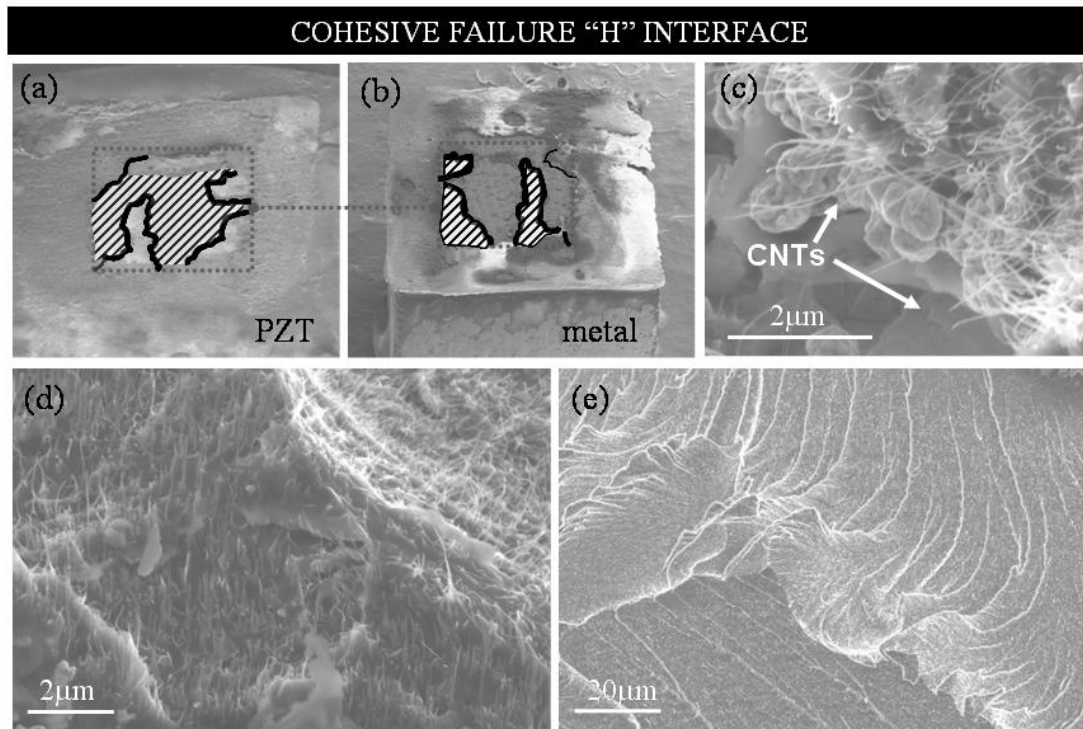 COHESIVE FAILURE “H” INTERFACE
(a)
PZT
(b)
metal
(c)
CNTs
2μm
(d)
2μm
(e)
20μm